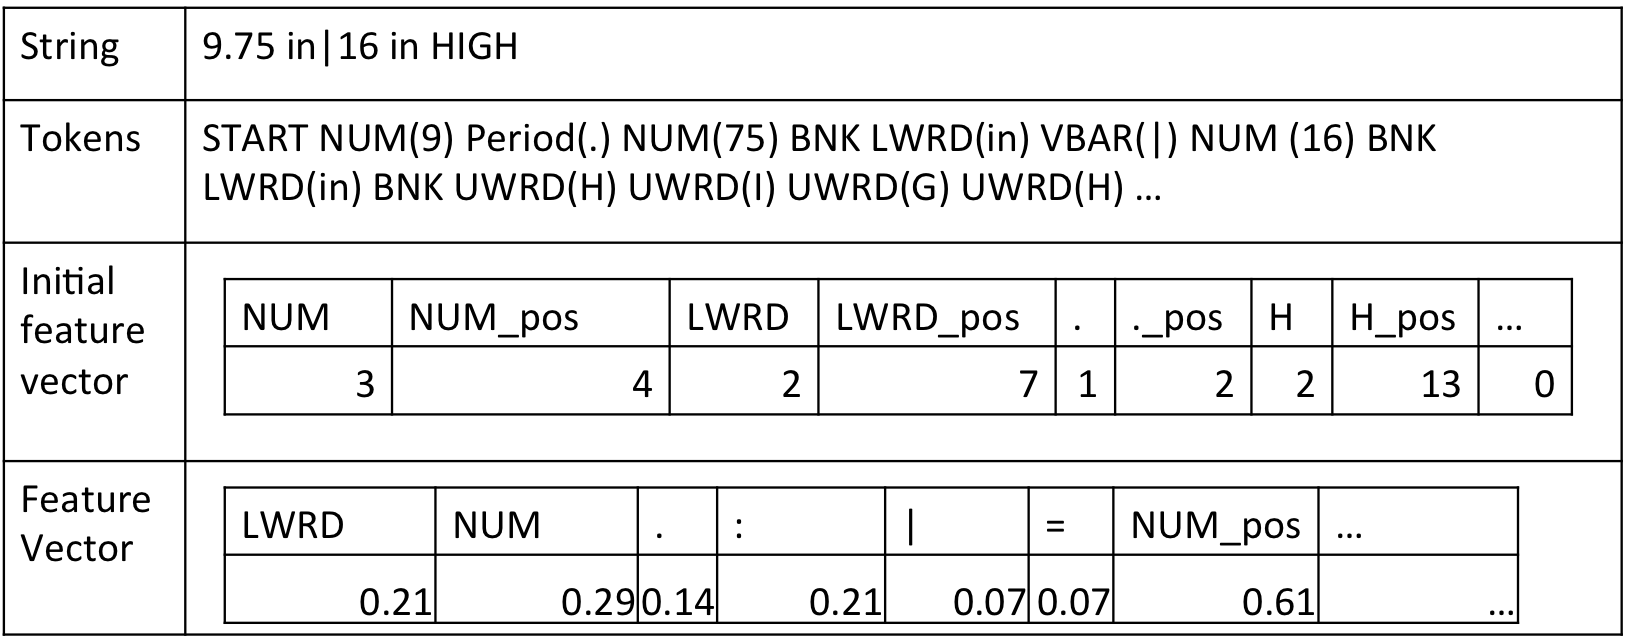 String 9.75 in|16 in HIGH
Tokens START NUM(9) Period(.) NUM(75) BNK LWRD(in) VBAR(|) NUM (16) BNK
LWRD(in) BNK UWRD(H) UWRD(I) UWRD(G) UWRD(H) ...
Initial
feature
vector
NUM NUM_pos LWRD LWRD_pos . ._pos H H_pos ...
3 4 2 7 1 2 2 13 0
Feature
Vector
LWRD NUM . : | = NUM_pos ...
0.21 0.29 0.14 0.21 0.07 0.07 0.61 ...